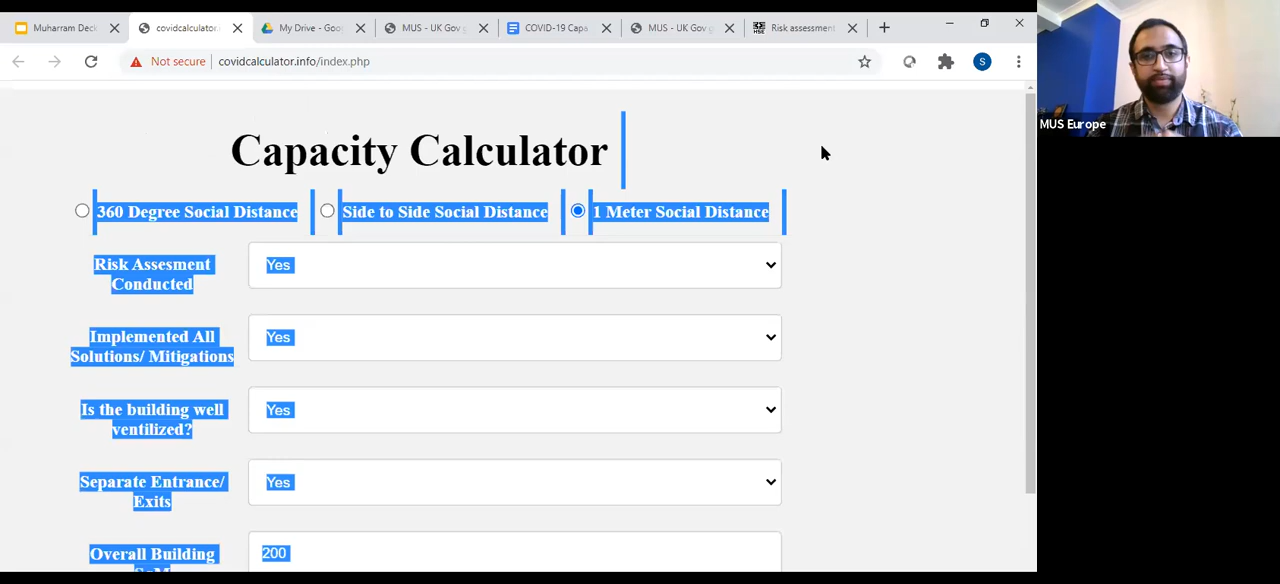 Muharram Deck
covidcalculator.
My Drive - Goo
MUS - UK Gov g
COVID-19 Capa
MUS - UK Gov g
Risk assessment
Not secure
covidcalculator.info/index.php
S
MUS Europe
Capacity Calculator
360 Degree Social Distance
Side to Side Social Distance
1 Meter Social Distance
Risk Assesment
Conducted
Yes
Implemented All
Solutions/ Mitigations
Yes
Is the building well
ventilized?
Yes
Separate Entrance/
Exits
Yes
Overall Building
200